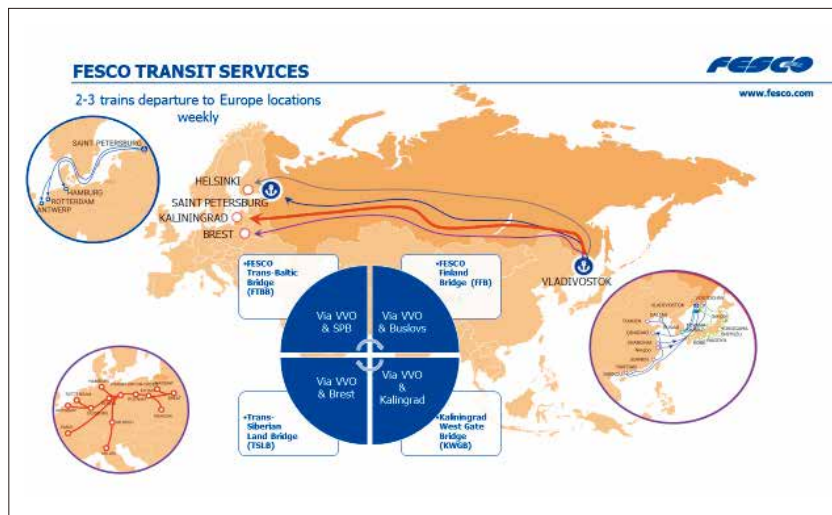 FESCO TRANSIT SERVICES
FESCO
www.fesco.com
2-3 trains departure to Europe locations
weekly
SAINT-PETERSBURG
HAMBURG
ROTTERDAM
ANTWERP
HELSINKI
SAINT PETERSBURG
KALININGRAD
BREST
VLADIVOSTOK
•FESCO
Trans-Baltic
Bridge
(FTBB)
•FESCO
Finland
Bridge (FFB)
Via VVO
& SPB
Via VVO
& Buslovs
Via VVO
& Brest
Via VVO
&
Kalingrad
•Trans-
Siberian
Land Bridge
(TSLB)
•Kaliningrad
West Gate
Bridge
(KWGB)
VLADIVOSTOK